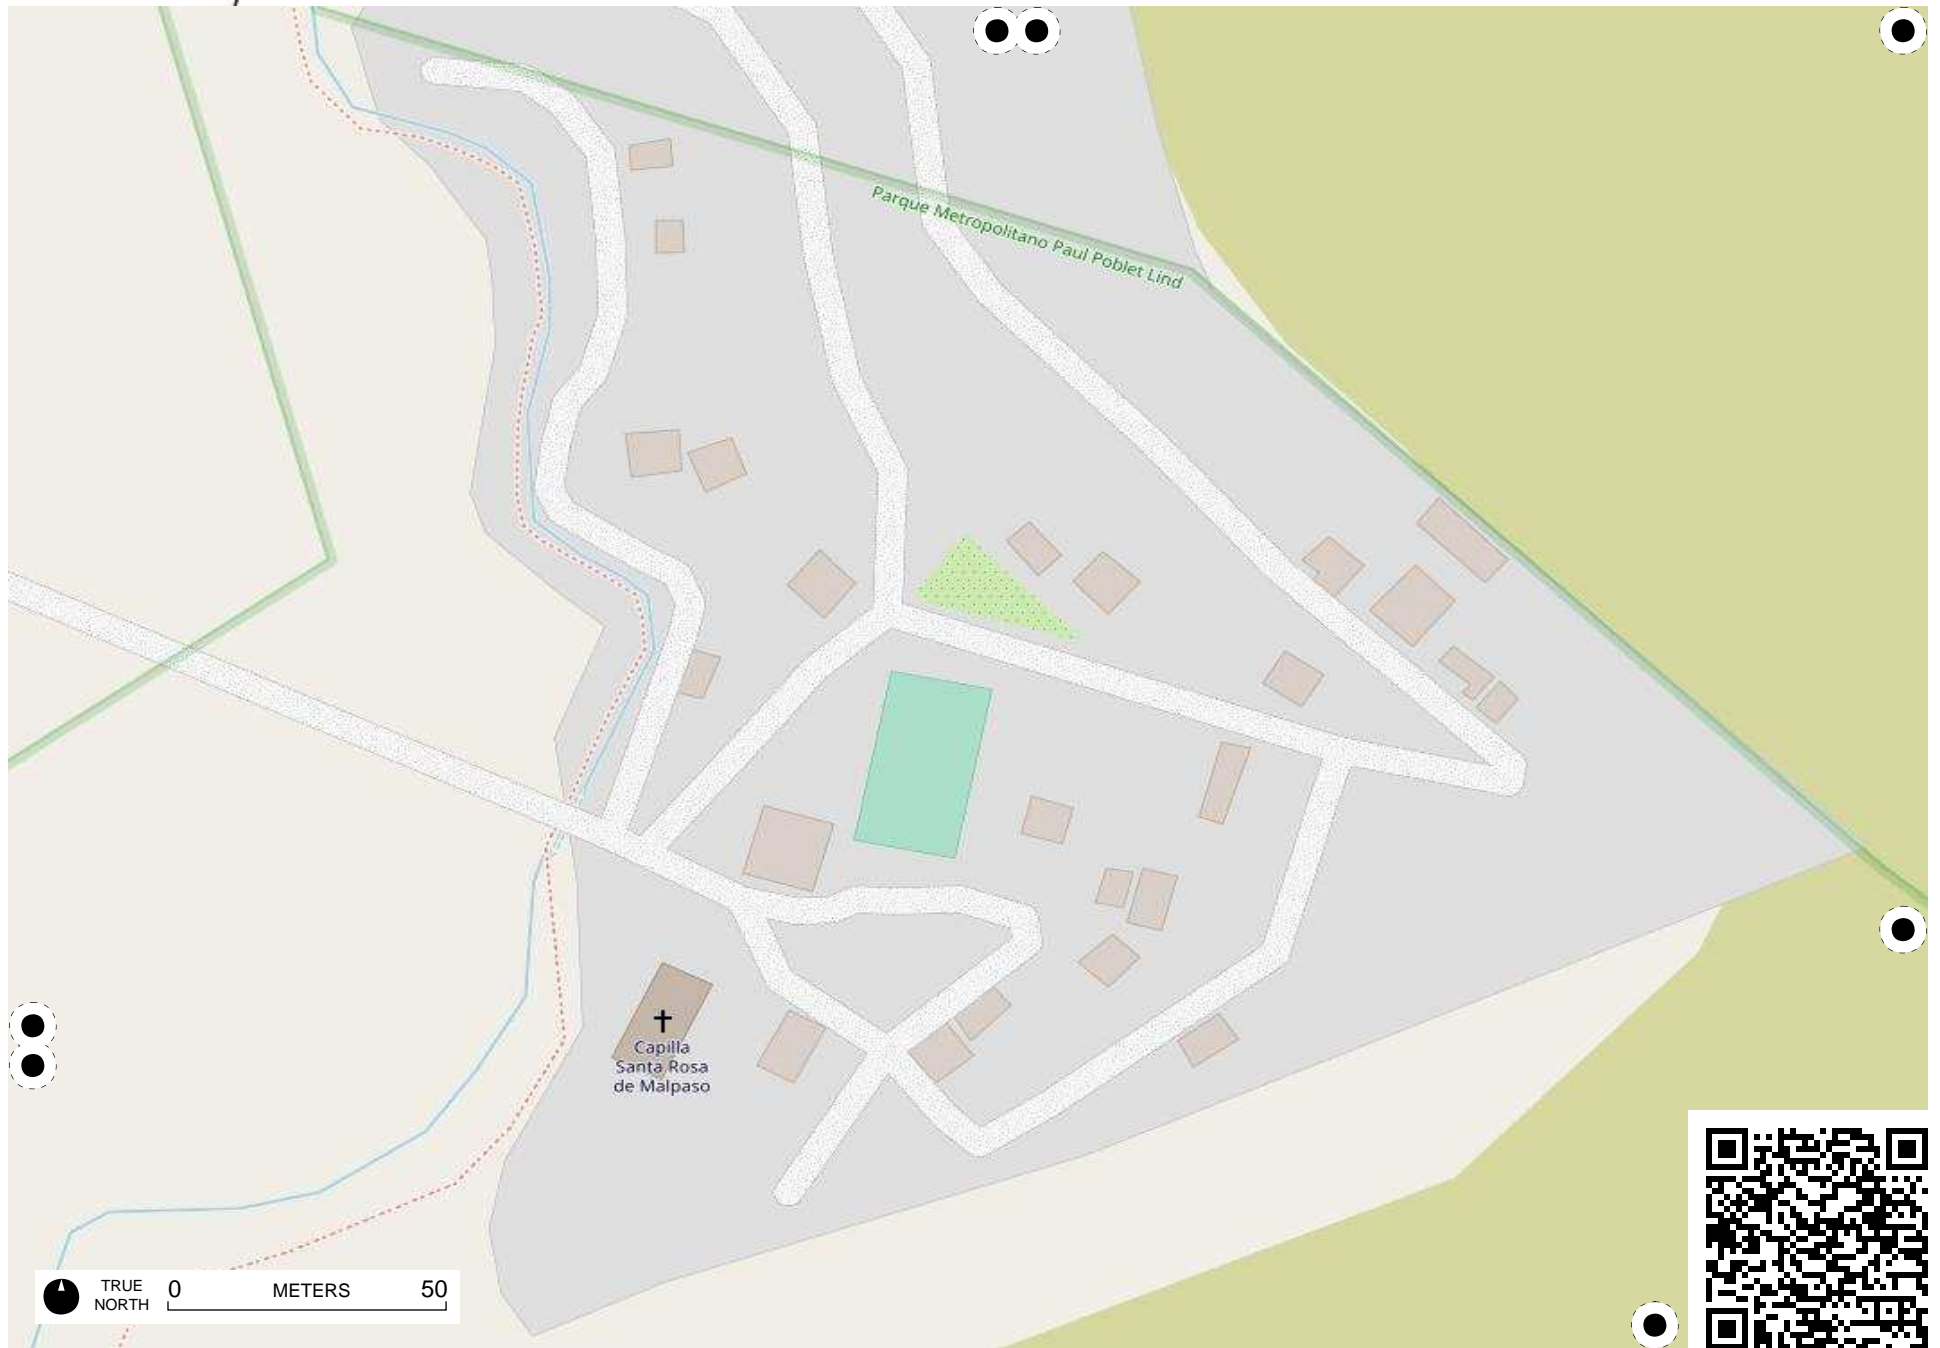 Parque Metropolitano Paul Poblet Lind
Capilla
Santa Rosa
de Malpaso
TRUE
NORTH
0 METERS 50